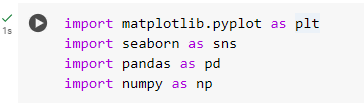 import matplotlib.pyplot as plt
1s
import seaborn as sns
import pandas as pd
import numpy as np